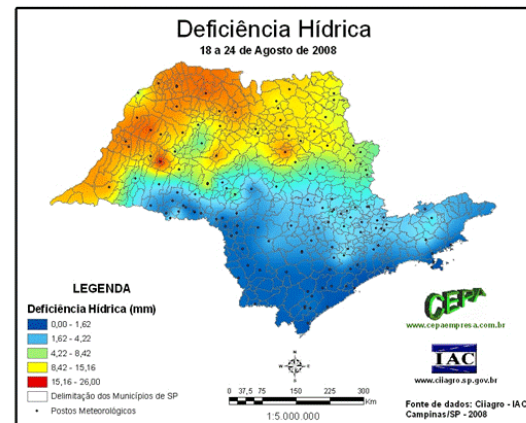 Deficiência Hídrica
18 a 24 de Agosto de 2008
LEGENDA
Deficiência Hídrica (mm)
0,00 - 1,62
1,62 - 4,22
4,22 - 8,42
8,42 - 15,16
15,16 - 26,00
Delimitação dos Municípios de SP
Postos Meteorológicos
N
W E
S
0 37,5 75 150 225 300
Km
1:5.000.000
CEPA
www.cepaempresa.com.br
IAC
www.ciiagro.sp.gov.br
Fonte de dados: Ciiagro - IAC
Campinas/SP - 2008